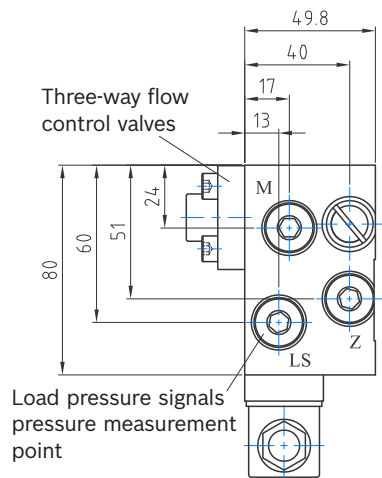 49.8
40
17
13
Three-way flow
control valves
M
24
51
60
80
Z
LS
Load pressure signals
pressure measurement
point